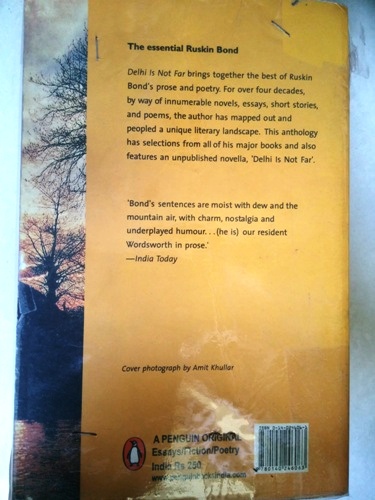 The essential Ruskin Bond
Delhi Is Not Far brings together the best of Ruskin
Bond's prose and poetry. For over four decades,
by way of innumerable novels, essays, short stories,
and poems, the author has mapped out and
peopled a unique literary landscape. This anthology
has selections from all of his major books and also
features an unpublished novella, 'Delhi Is Not Far'.
'Bond's sentences are moist with dew and the
mountain air, with charm, nostalgia and
underplayed humour. . .(he is) our resident
Wordsworth in prose.'
—India Today
Cover photograph by Amit Khullar
A PENGUIN ORIGINAL
Essays/Fiction/Poetry
India Rs 250
www.penguinbooksindia.com